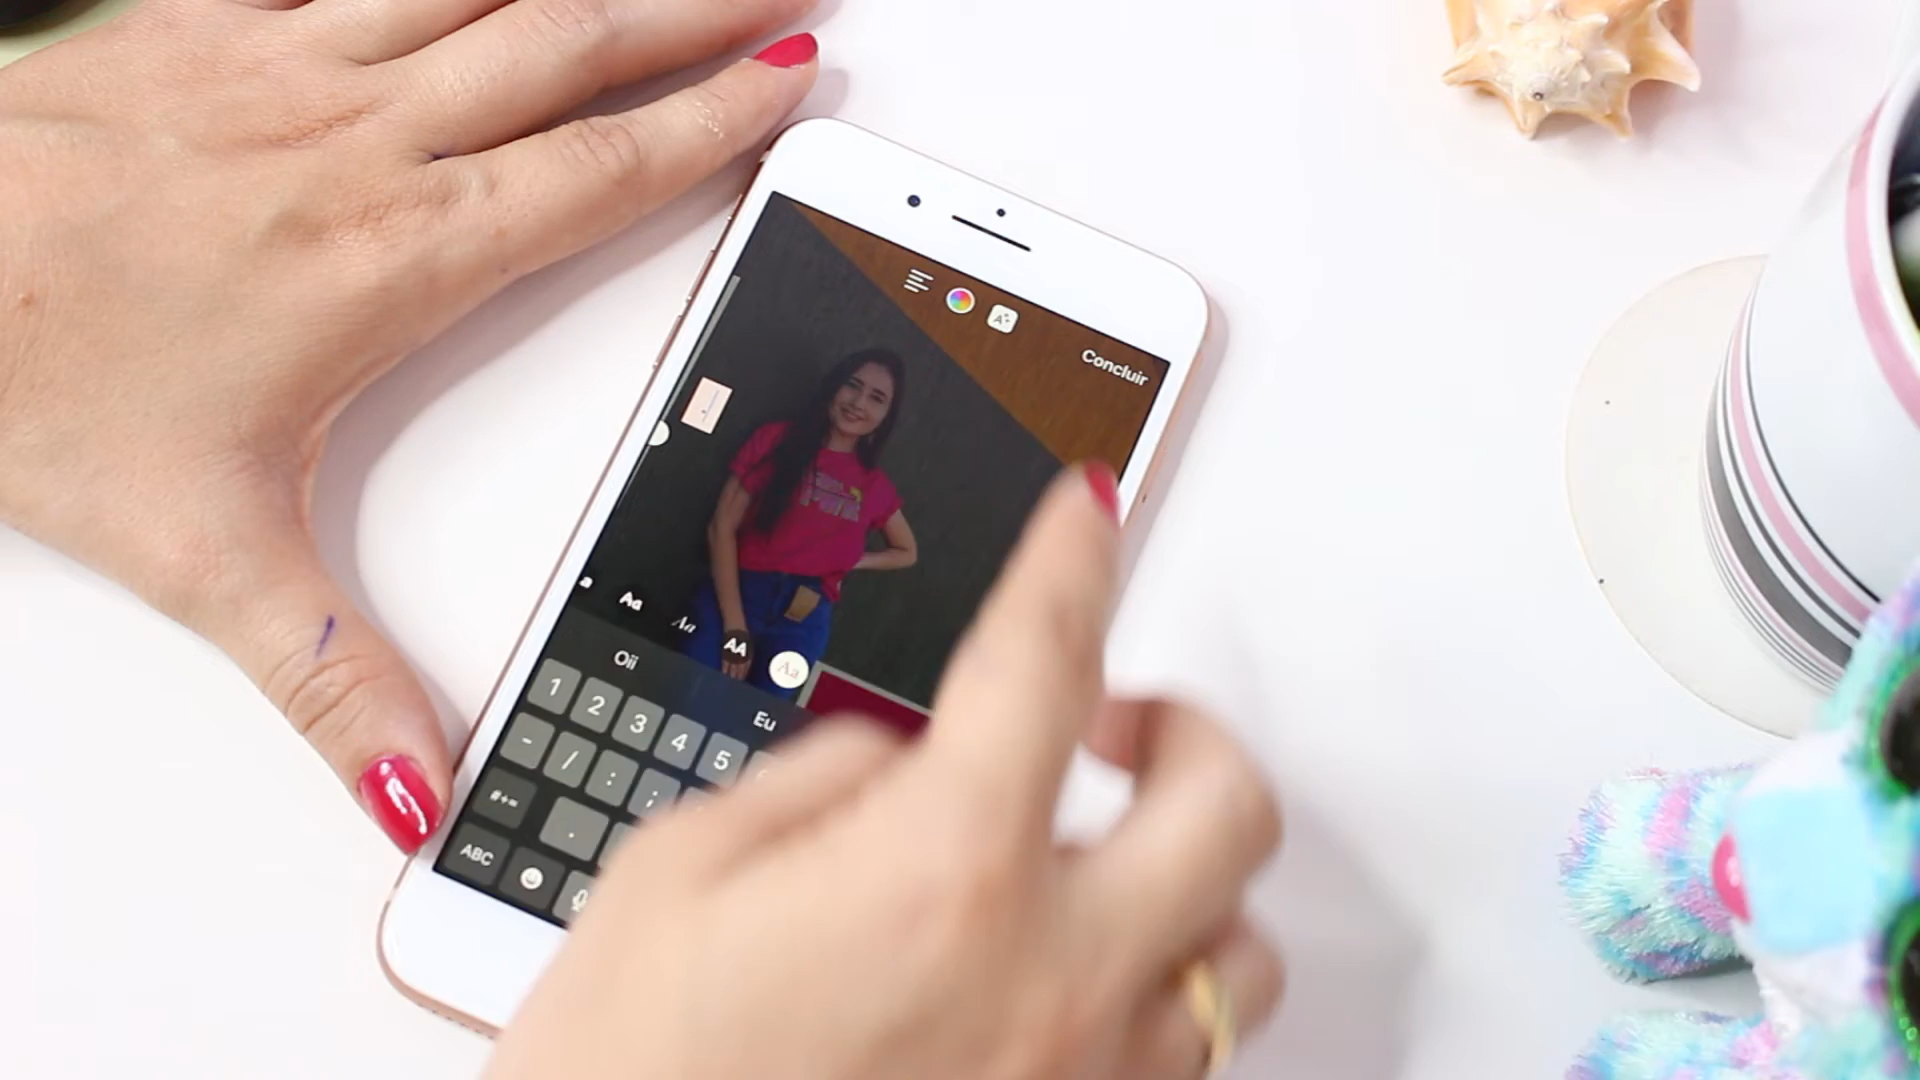 A
Concluir
a
Aa
Aa
AA
Aa
Oii
Eu
1 2 3 4 5
- / : ;
#+= .
ABC